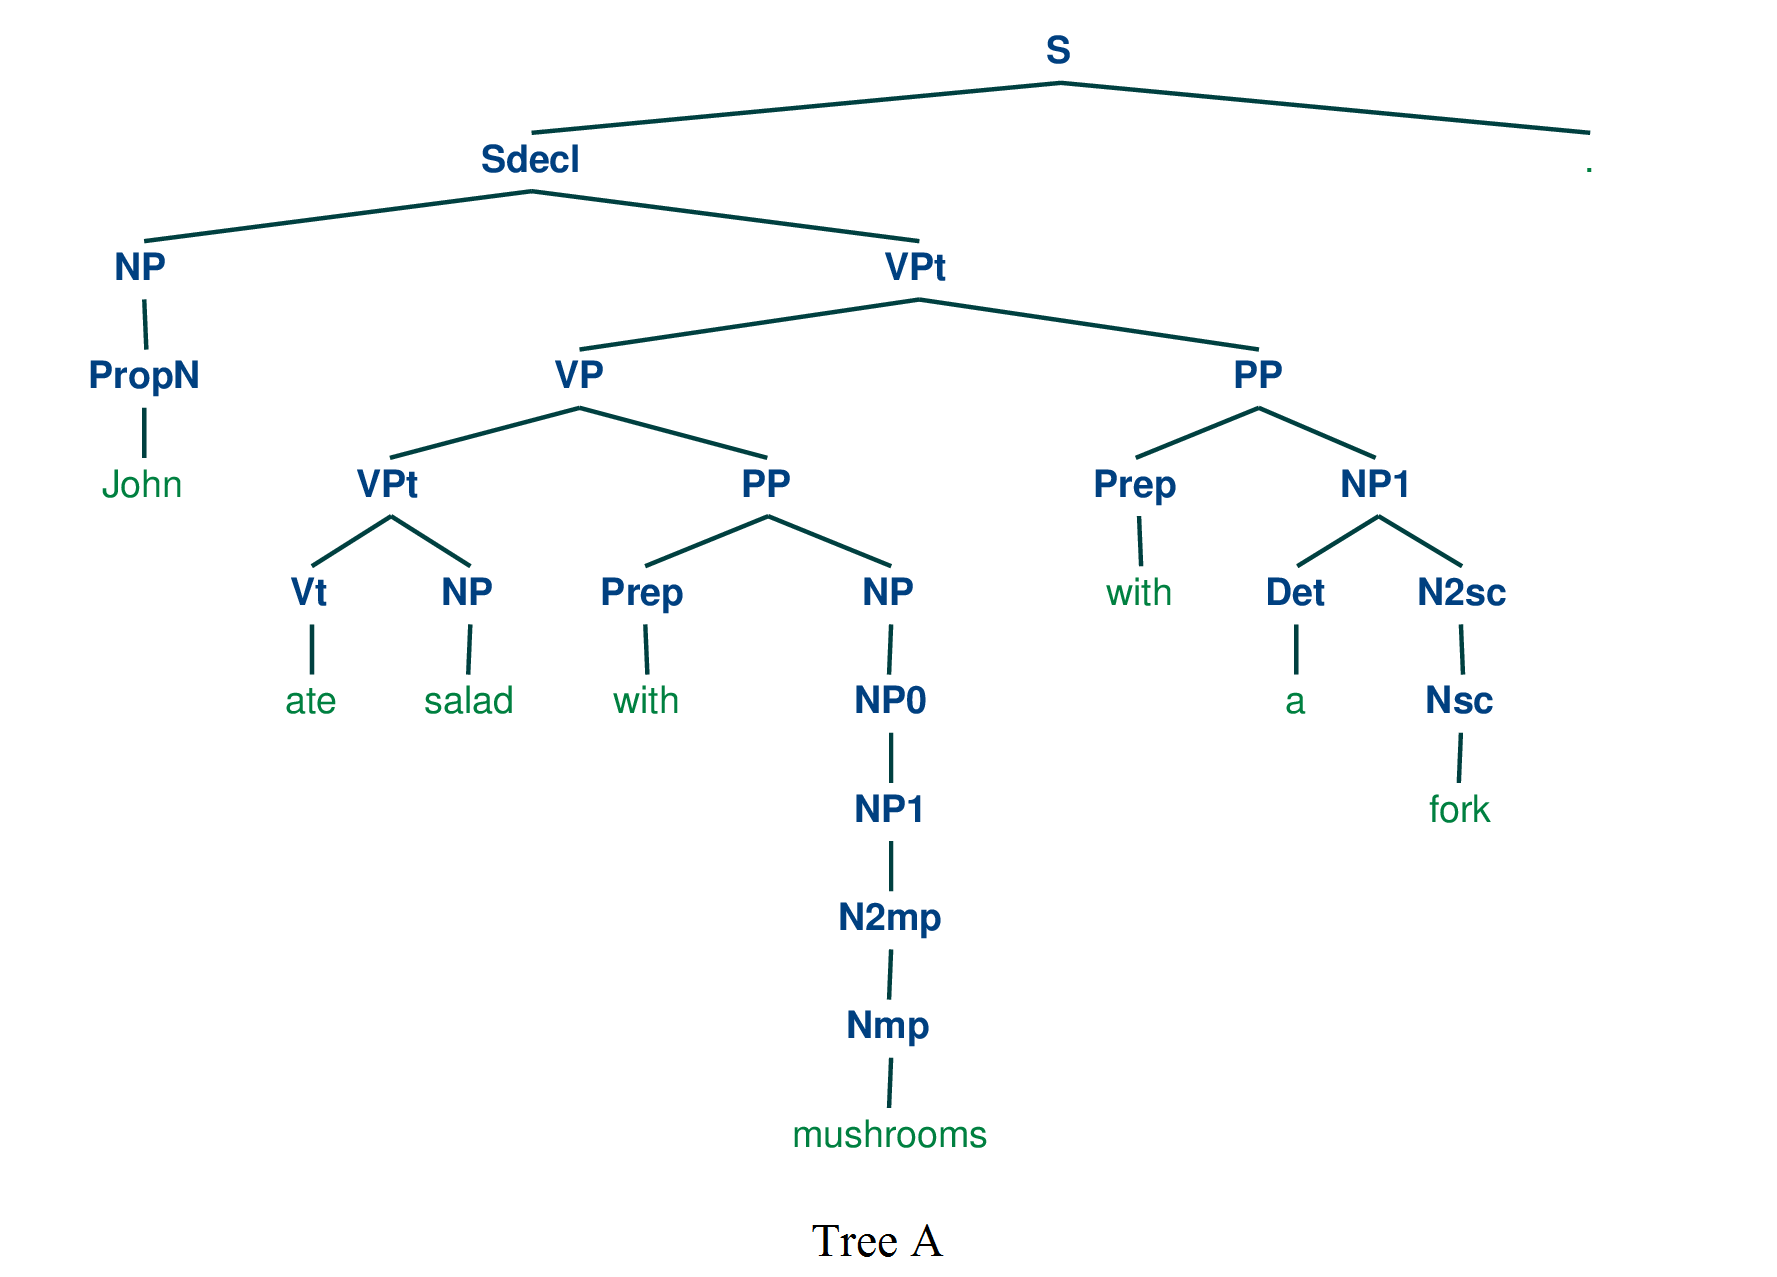 S
Sdecl .
NP VPt
PropN VP PP
John VPt PP Prep NP1
Vt NP Prep NP with Det N2sc
ate salad with NP0 a Nsc
NP1 fork
N2mp
Nmp
mushrooms
Tree A